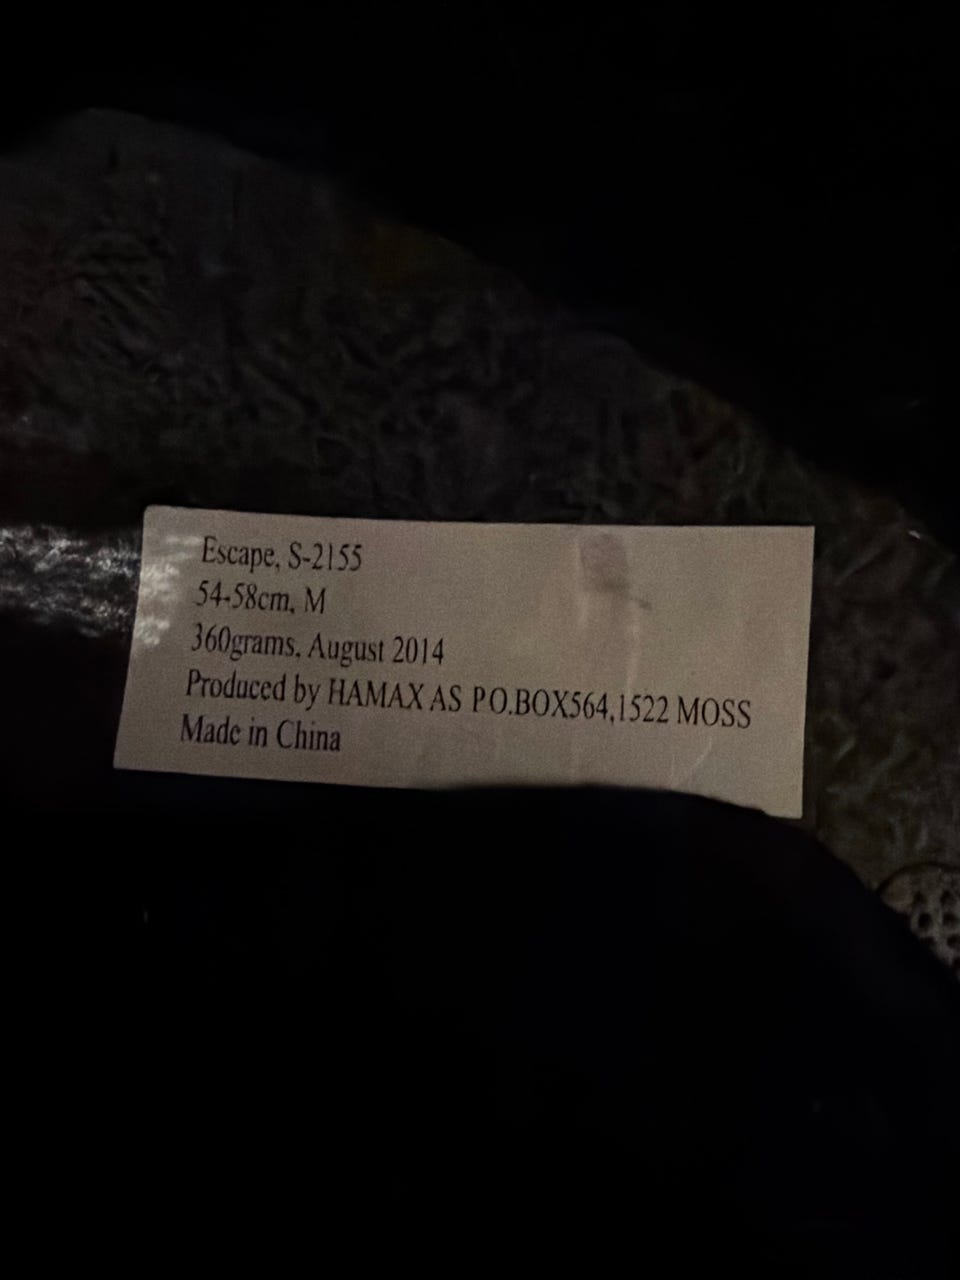 Escape, S-2155
54-58cm, M
360grams, August 2014
Produced by HAMAX AS P.O.BOX564,1522 MOSS
Made in China